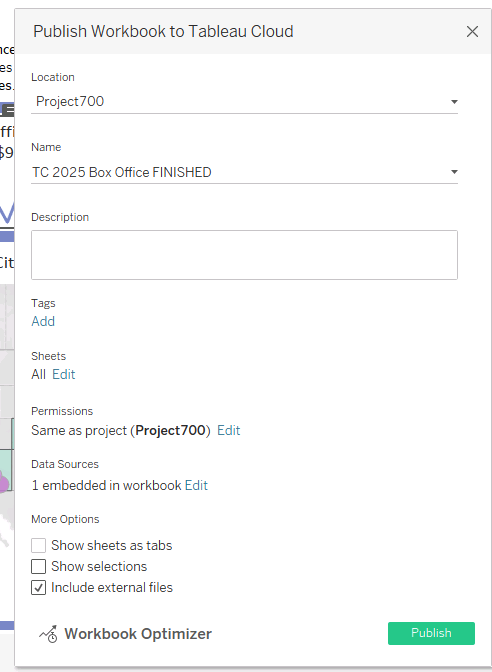 Publish Workbook to Tableau Cloud
Location
Project700
Name
TC 2025 Box Office FINISHED
Description
Tags
Add
Sheets
All Edit
Permissions
Same as project (Project700) Edit
Data Sources
1 embedded in workbook Edit
More Options
Show sheets as tabs
Show selections
Include external files
Workbook Optimizer
Publish